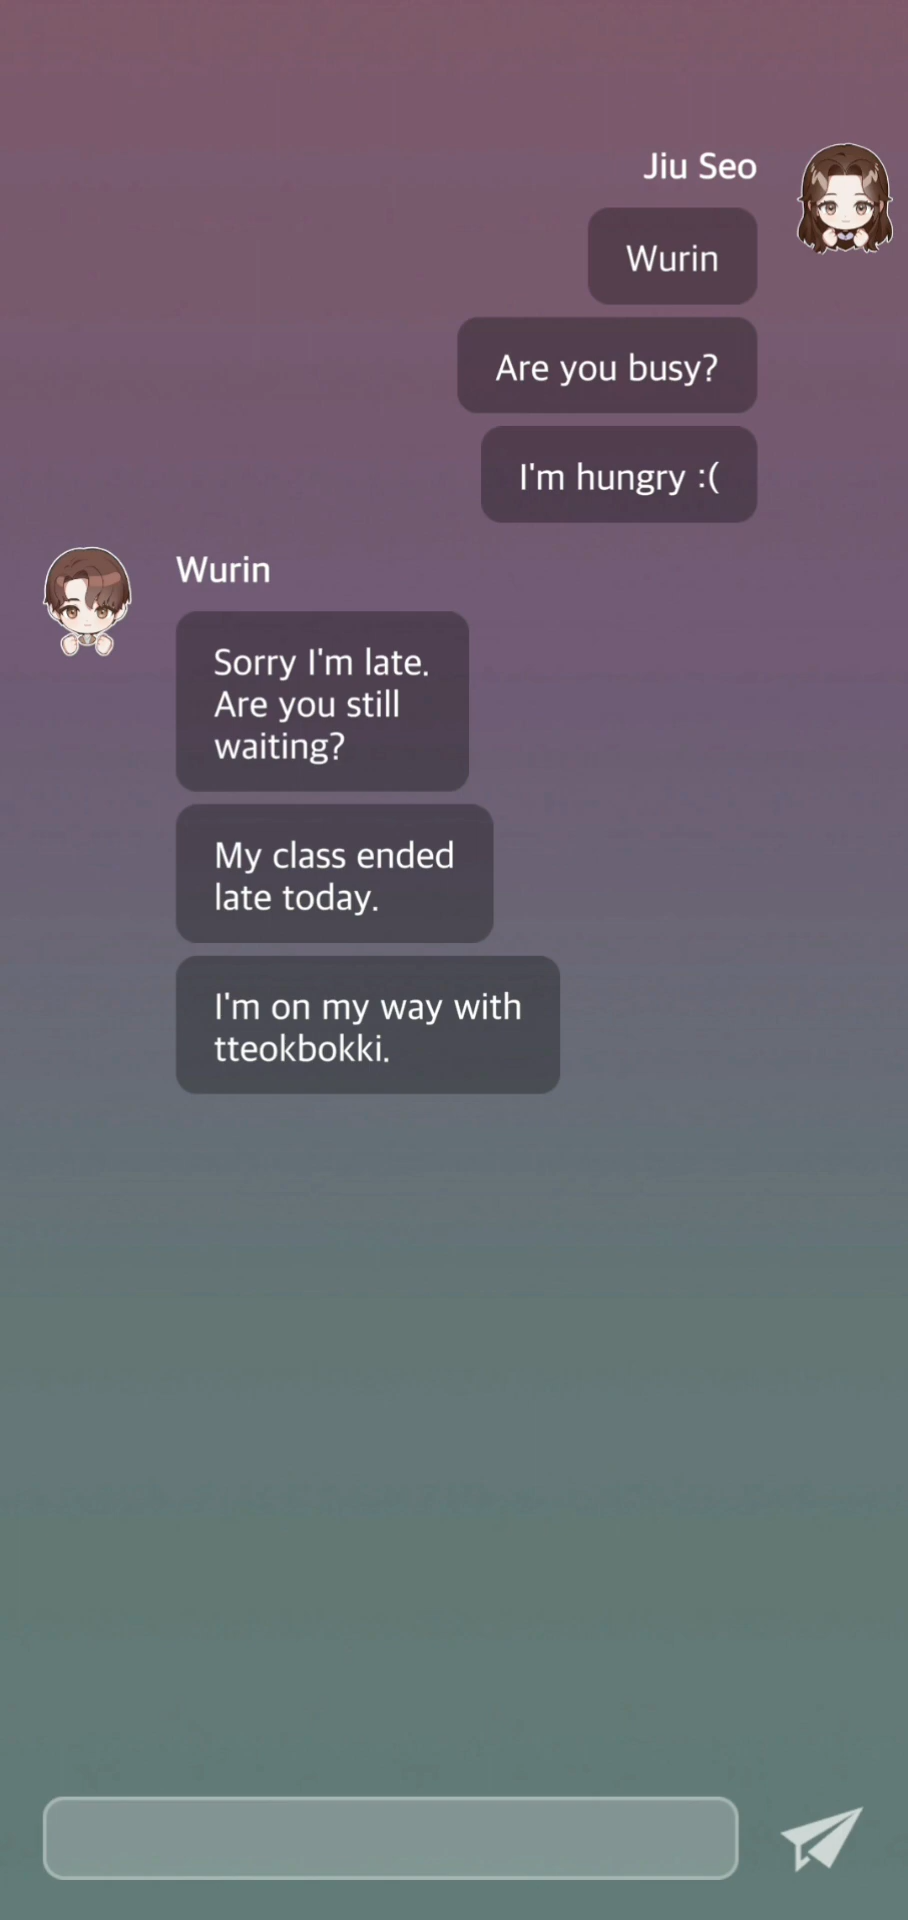 Jiu Seo
Wurin
Are you busy?
I'm hungry :(
Wurin
Sorry I'm late.
Are you still
waiting?
My class ended
late today.
I'm on my way with
tteokbokki.